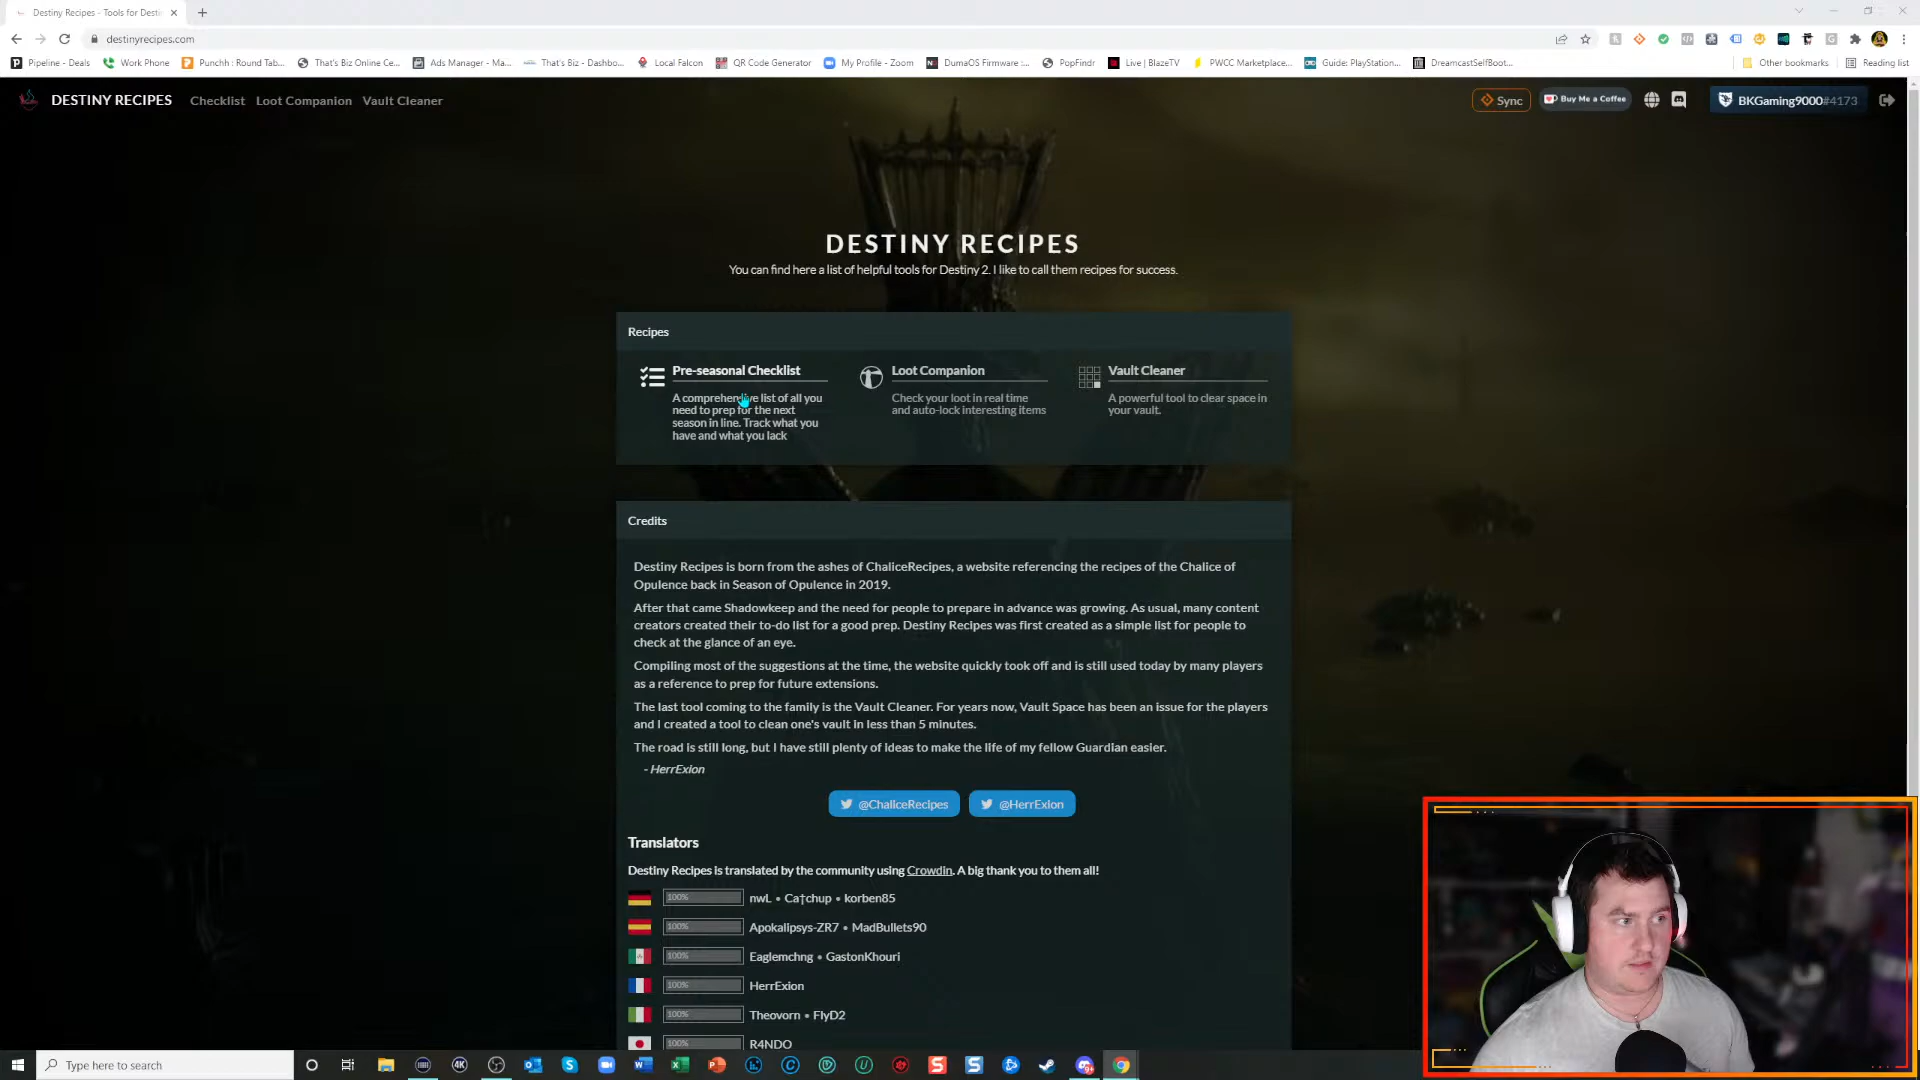 Destiny Recipes - Tools for Desti
destinyrecipes.com
Pipeline - Deals
Work Phone
Punchh : Round Tab...
That's Biz Online Ce...
Ads Manager - Ma...
That's Biz - Dashbo...
Local Falcon
QR Code Generator
My Profile - Zoom
DumaOS Firmware :...
PopFindr
Live | BlazeTV
PWCC Marketplace...
Guide: PlayStation...
DreamcastSelfBoot...
Other bookmarks
Reading list
DESTINY RECIPES
Checklist
Loot Companion
Vault Cleaner
Sync
Buy Me a Coffee
BKGaming9000#4173
DESTINY RECIPES
You can find here a list of helpful tools for Destiny 2. I like to call them recipes for success.
Recipes
Pre-seasonal Checklist
A comprehensive list of all you
need to prep for the next
season in line. Track what you
have and what you lack
Loot Companion
Check your loot in real time
and auto-lock interesting items
Vault Cleaner
A powerful tool to clear space in
your vault.
Credits
Destiny Recipes is born from the ashes of ChaliceRecipes, a website referencing the recipes of the Chalice of
Opulence back in Season of Opulence in 2019.
After that came Shadowkeep and the need for people to prepare in advance was growing. As usual, many content
creators created their to-do list for a good prep. Destiny Recipes was first created as a simple list for people to
check at the glance of an eye.
Compiling most of the suggestions at the time, the website quickly took off and is still used today by many players
as a reference to prep for future extensions.
The last tool coming to the family is the Vault Cleaner. For years now, Vault Space has been an issue for the players
and I created a tool to clean one's vault in less than 5 minutes.
The road is still long, but I have still plenty of ideas to make the life of my fellow Guardian easier.
- HerrExion
@ChaliceRecipes
@HerrExion
Translators
Destiny Recipes is translated by the community using Crowdin. A big thank you to them all!
100% nwL • Ca†chup • korben85
100% Apokalipsys-ZR7 • MadBullets90
100% Eaglemchng • GastonKhouri
100% HerrExion
100% Theovorn • FlyD2
100% R4NDO
Type here to search